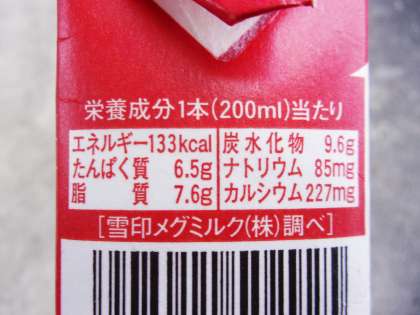 栄養成分1本(200ml)当たり
エネルギー133kcal 炭水化物 9.6g
たんぱく質 6.5g ナトリウム 85mg
脂質 7.6g カルシウム227mg
[雪印メグミルク(株)調べ]